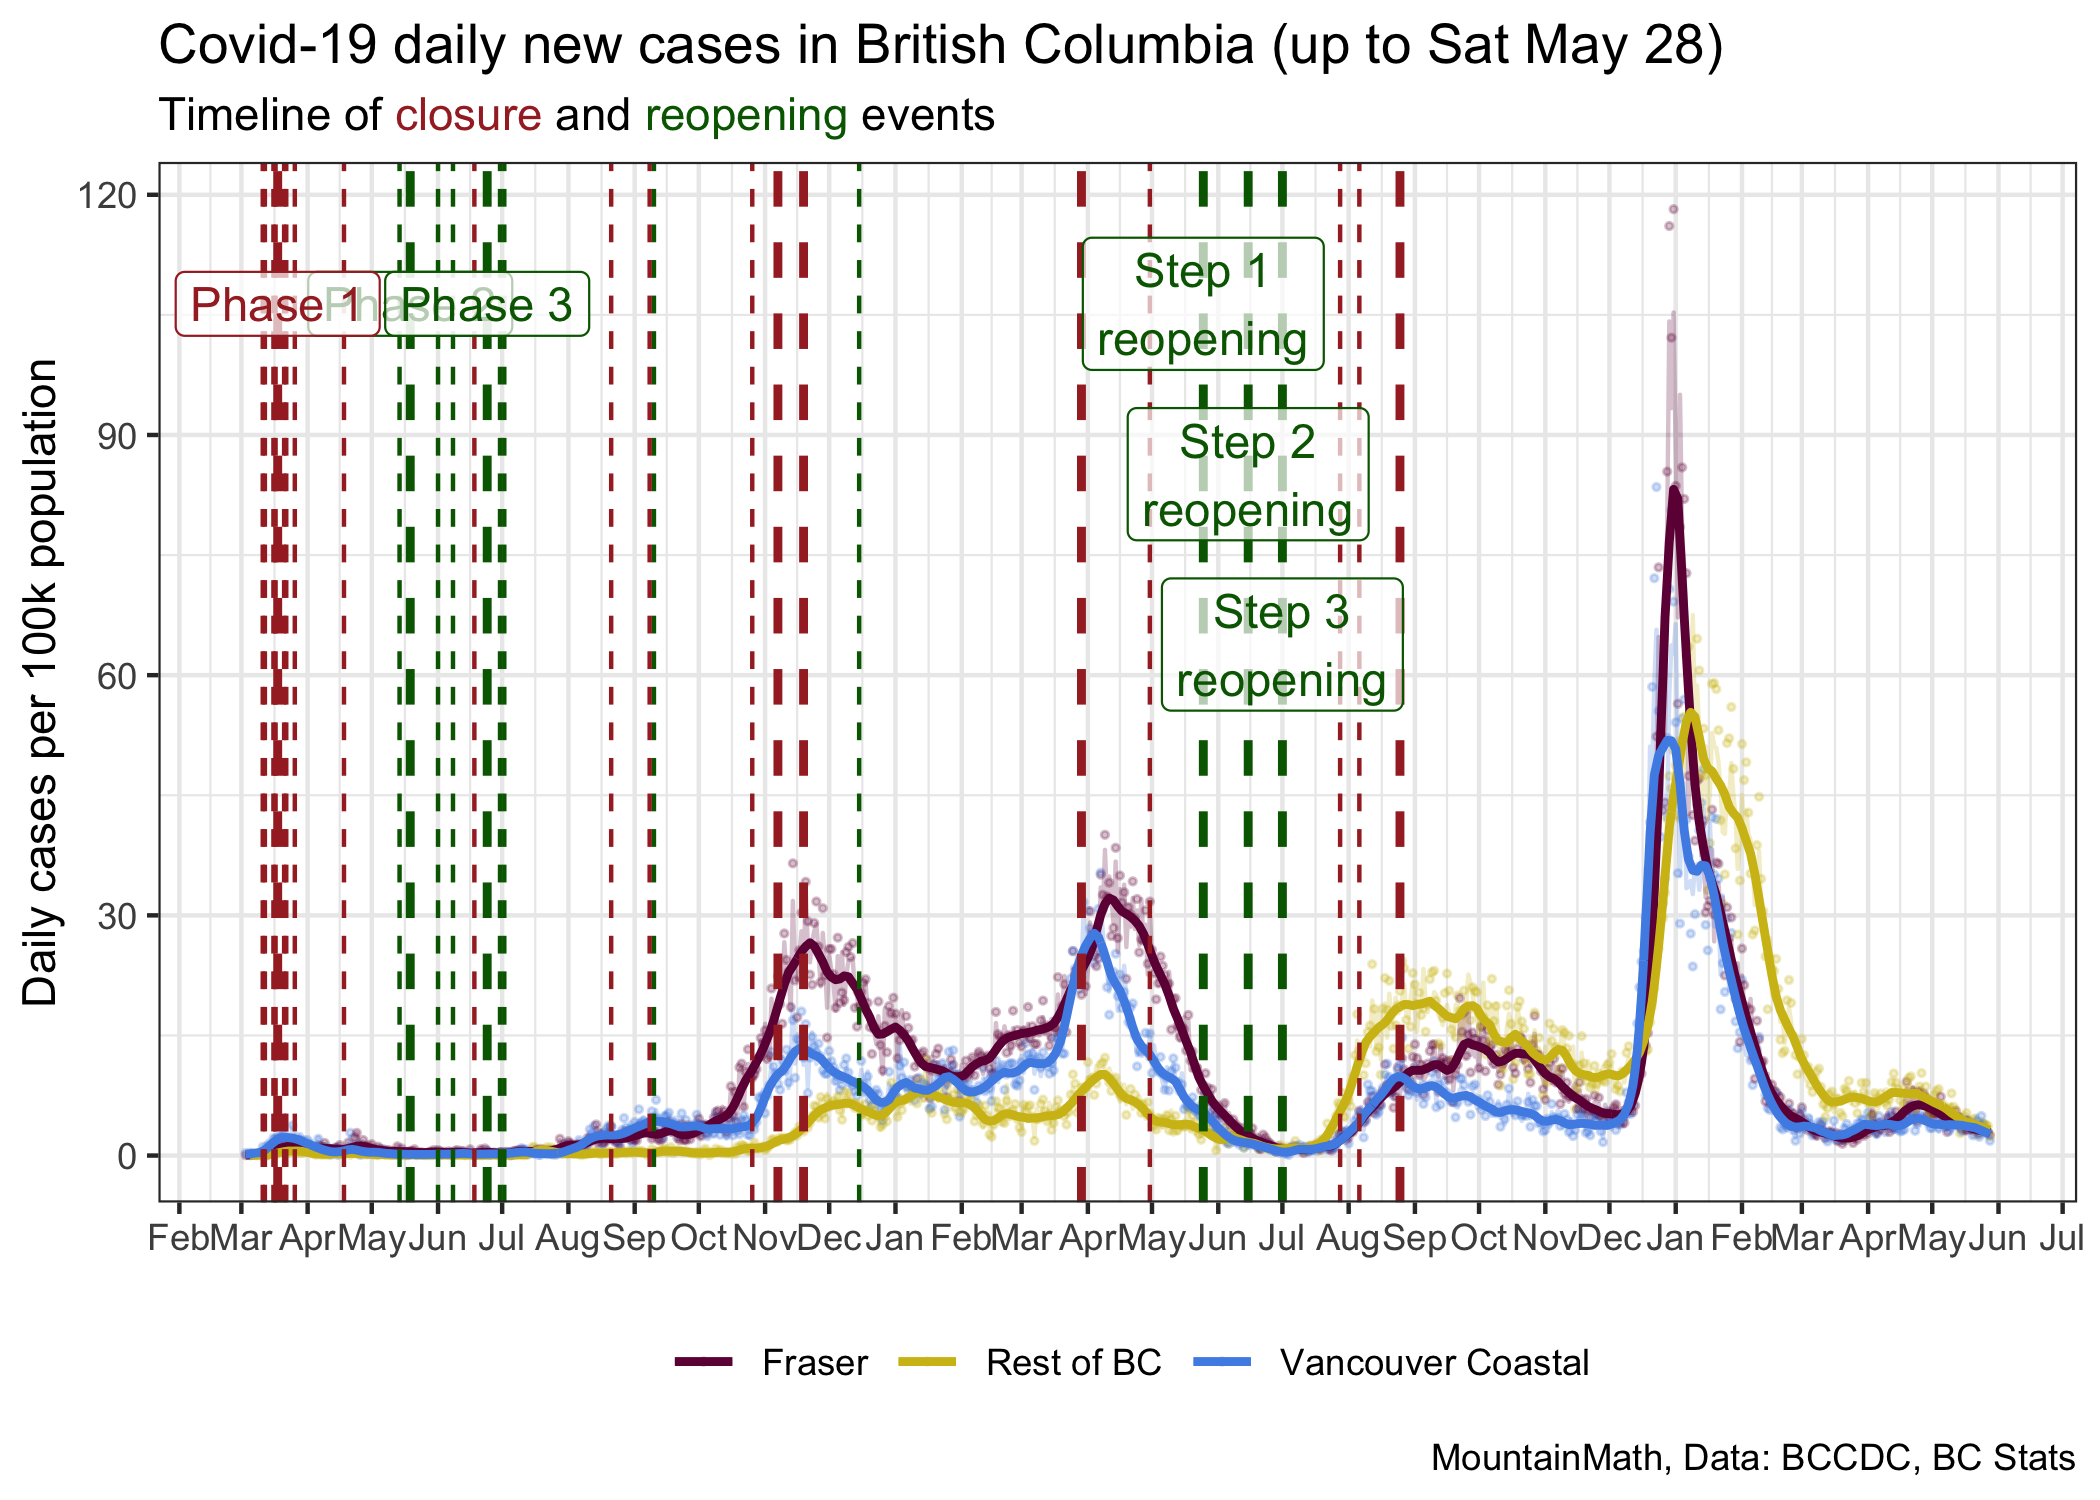 Covid-19 daily new cases in British Columbia (up to Sat May 28)
Timeline of closure and reopening events
Daily cases per 100k population
120
90
60
30
0
Phase 1
Phase 2
Phase 3
Step 1
reopening
Step 2
reopening
Step 3
reopening
Feb Mar Apr May Jun Jul Aug Sep Oct Nov Dec Jan Feb Mar Apr May Jun Jul Aug Sep Oct Nov Dec Jan Feb Mar Apr May Jun Jul
Fraser Rest of BC Vancouver Coastal
MountainMath, Data: BCCDC, BC Stats